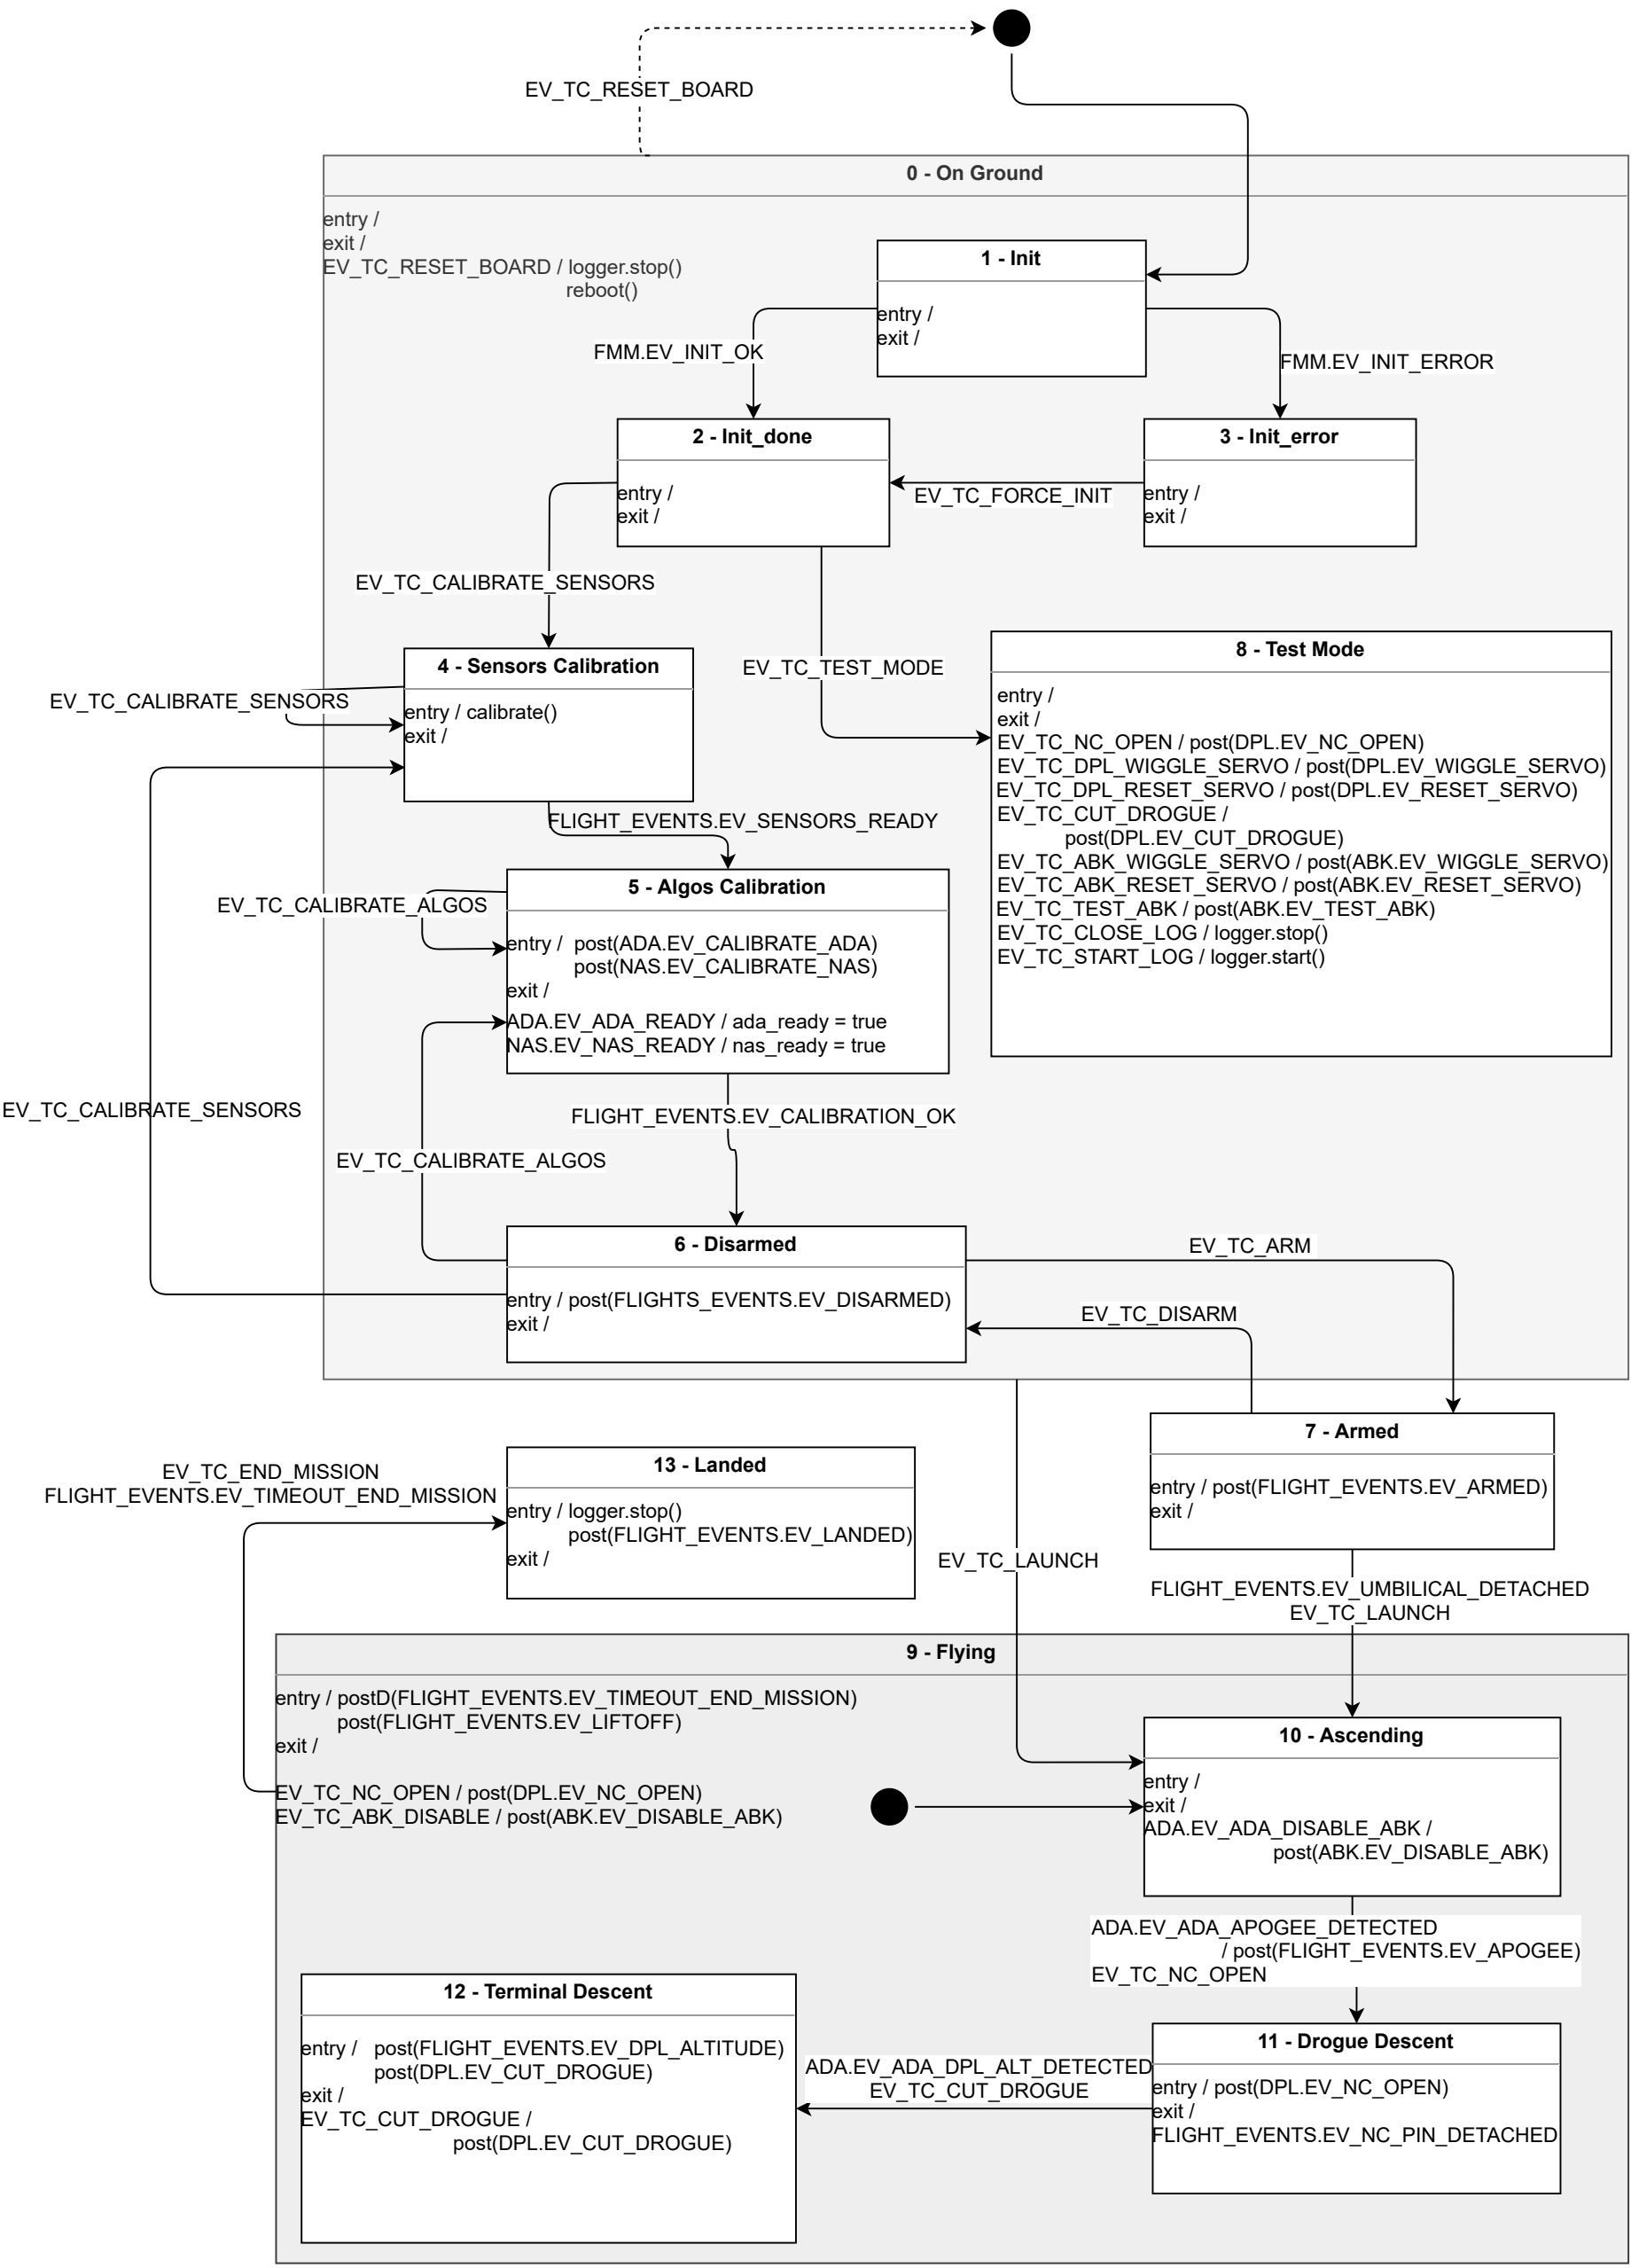 EV_TC_RESET_BOARD
0 - On Ground
entry /
exit /
EV_TC_RESET_BOARD / logger.stop()
reboot()
1 - Init
entry /
exit /
FMM.EV_INIT_OK
FMM.EV_INIT_ERROR
2 - Init_done
entry /
exit /
3 - Init_error
entry /
exit /
EV_TC_FORCE_INIT
EV_TC_CALIBRATE_SENSORS
EV_TC_TEST_MODE
4 - Sensors Calibration
entry / calibrate()
exit /
EV_TC_CALIBRATE_SENSORS
8 - Test Mode
entry /
exit /
EV_TC_NC_OPEN / post(DPL.EV_NC_OPEN)
EV_TC_DPL_WIGGLE_SERVO / post(DPL.EV_WIGGLE_SERVO)
EV_TC_DPL_RESET_SERVO / post(DPL.EV_RESET_SERVO)
EV_TC_CUT_DROGUE /
post(DPL.EV_CUT_DROGUE)
EV_TC_ABK_WIGGLE_SERVO / post(ABK.EV_WIGGLE_SERVO)
EV_TC_ABK_RESET_SERVO / post(ABK.EV_RESET_SERVO)
EV_TC_TEST_ABK / post(ABK.EV_TEST_ABK)
EV_TC_CLOSE_LOG / logger.stop()
EV_TC_START_LOG / logger.start()
FLIGHT_EVENTS.EV_SENSORS_READY
5 - Algos Calibration
EV_TC_CALIBRATE_ALGOS
entry / post(ADA.EV_CALIBRATE_ADA)
post(NAS.EV_CALIBRATE_NAS)
exit /
ADA.EV_ADA_READY / ada_ready = true
NAS.EV_NAS_READY / nas_ready = true
EV_TC_CALIBRATE_SENSORS
FLIGHT_EVENTS.EV_CALIBRATION_OK
EV_TC_CALIBRATE_ALGOS
6 - Disarmed
entry / post(FLIGHTS_EVENTS.EV_DISARMED)
exit /
EV_TC_ARM
EV_TC_DISARM
7 - Armed
entry / post(FLIGHT_EVENTS.EV_ARMED)
exit /
13 - Landed
entry / logger.stop()
post(FLIGHT_EVENTS.EV_LANDED)
exit /
EV_TC_END_MISSION
FLIGHT_EVENTS.EV_TIMEOUT_END_MISSION
EV_TC_LAUNCH
FLIGHT_EVENTS.EV_UMBILICAL_DETACHED
EV_TC_LAUNCH
9 - Flying
entry / postD(FLIGHT_EVENTS.EV_TIMEOUT_END_MISSION)
post(FLIGHT_EVENTS.EV_LIFTOFF)
exit /
EV_TC_NC_OPEN / post(DPL.EV_NC_OPEN)
EV_TC_ABK_DISABLE / post(ABK.EV_DISABLE_ABK)
10 - Ascending
entry /
exit /
ADA.EV_ADA_DISABLE_ABK /
post(ABK.EV_DISABLE_ABK)
ADA.EV_ADA_APOGEE_DETECTED
/ post(FLIGHT_EVENTS.EV_APOGEE)
EV_TC_NC_OPEN
12 - Terminal Descent
entry / post(FLIGHT_EVENTS.EV_DPL_ALTITUDE)
post(DPL.EV_CUT_DROGUE)
exit /
EV_TC_CUT_DROGUE /
post(DPL.EV_CUT_DROGUE)
ADA.EV_ADA_DPL_ALT_DETECTED
EV_TC_CUT_DROGUE
11 - Drogue Descent
entry / post(DPL.EV_NC_OPEN)
exit /
FLIGHT_EVENTS.EV_NC_PIN_DETACHED